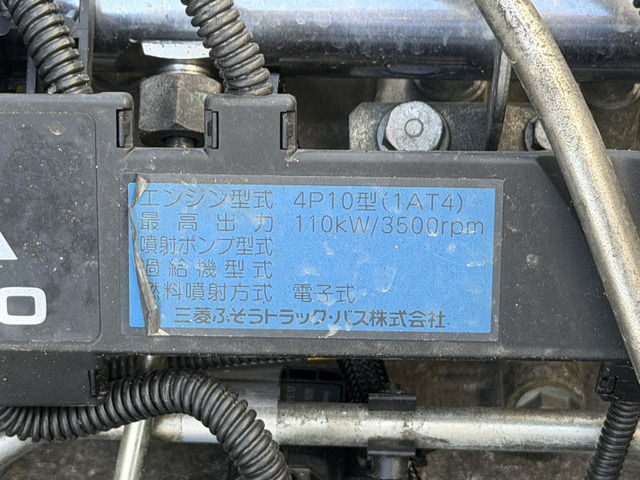 エンジン型式 4P10型(1AT4)
最高出力 110kW/3500rpm
噴射ポンプ型式
過給機型式
燃料噴射方式 電子式
三菱ふそうトラック・バス株式会社